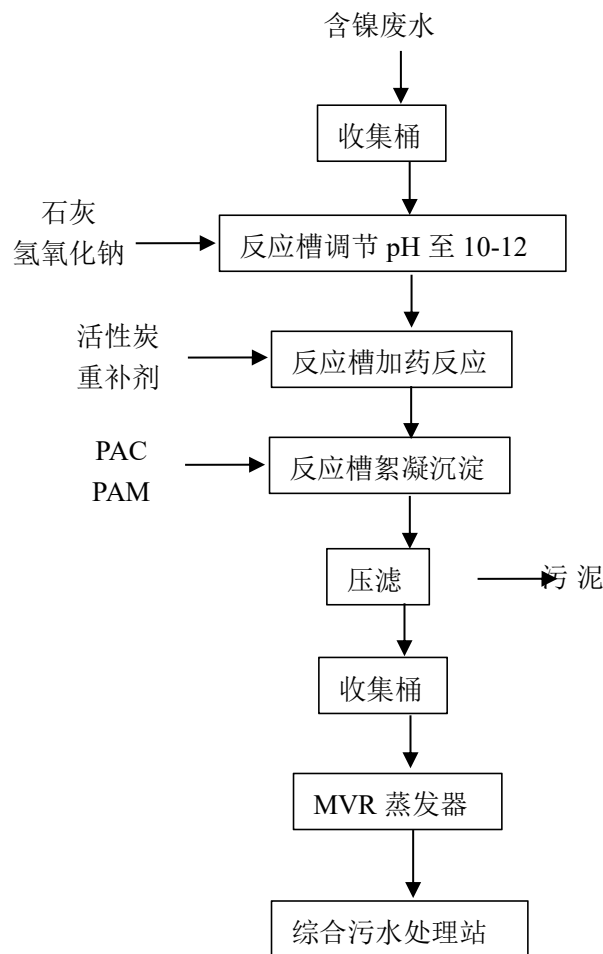 含镍废水
收集桶
石灰
氢氧化钠
反应槽调节 pH 至 10-12
活性炭
重补剂
反应槽加药反应
PAC
PAM
反应槽絮凝沉淀
压滤
污 泥
收集桶
MVR 蒸发器
综合污水处理站